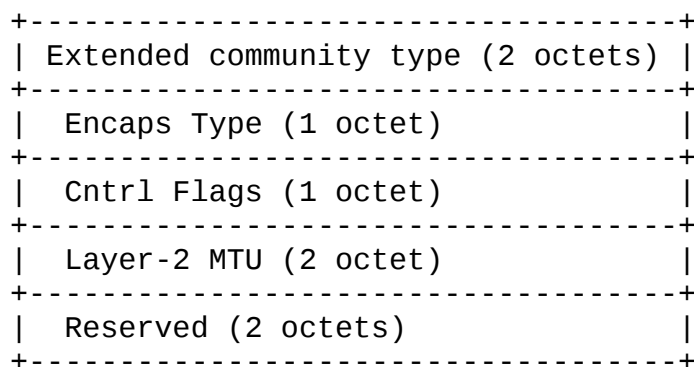 +------------------------------------+
| Extended community type (2 octets) |
+------------------------------------+
|  Encaps Type (1 octet)             |
+------------------------------------+
|  Cntrl Flags (1 octet)             |
+------------------------------------+
|  Layer-2 MTU (2 octet)             |
+------------------------------------+
|  Reserved (2 octets)               |
+------------------------------------+